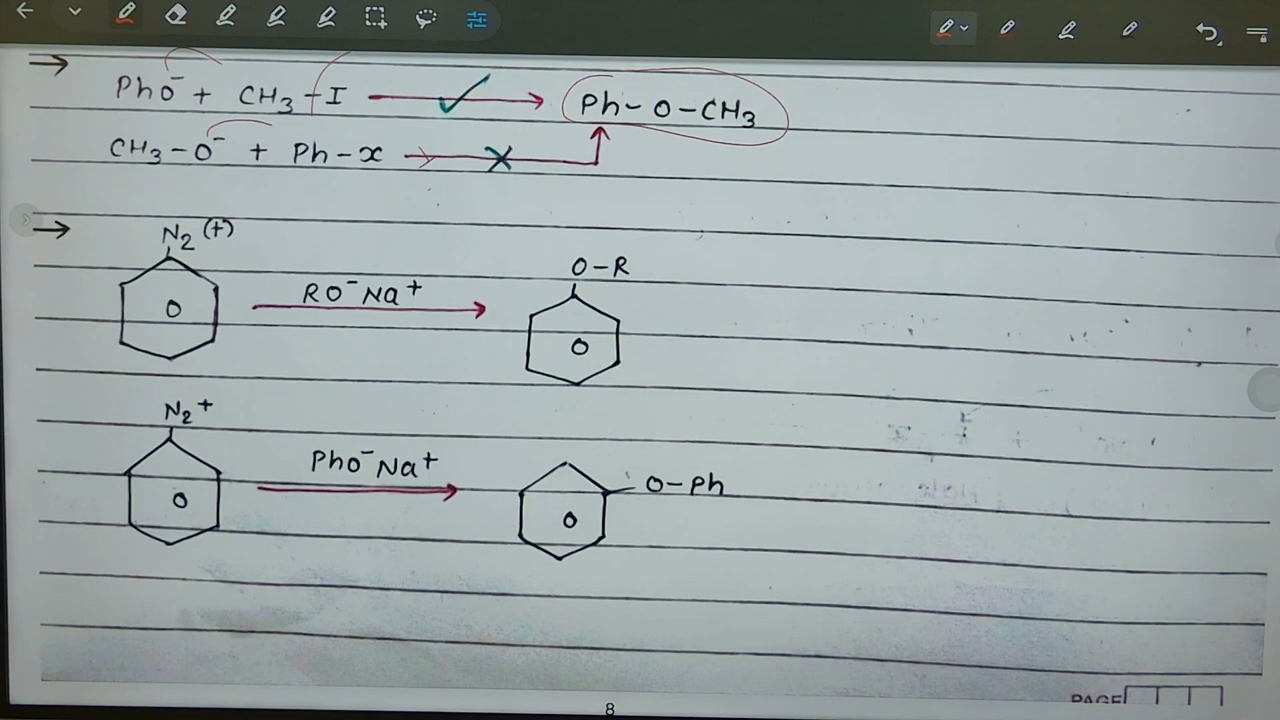 → PhO⁻ + CH3-I → Ph-O-CH3
CH3-O⁻ + Ph-x →
→ N2(+)
RO⁻Na+
O-R
N2+
PhO⁻Na+
O-Ph
PAGE
8